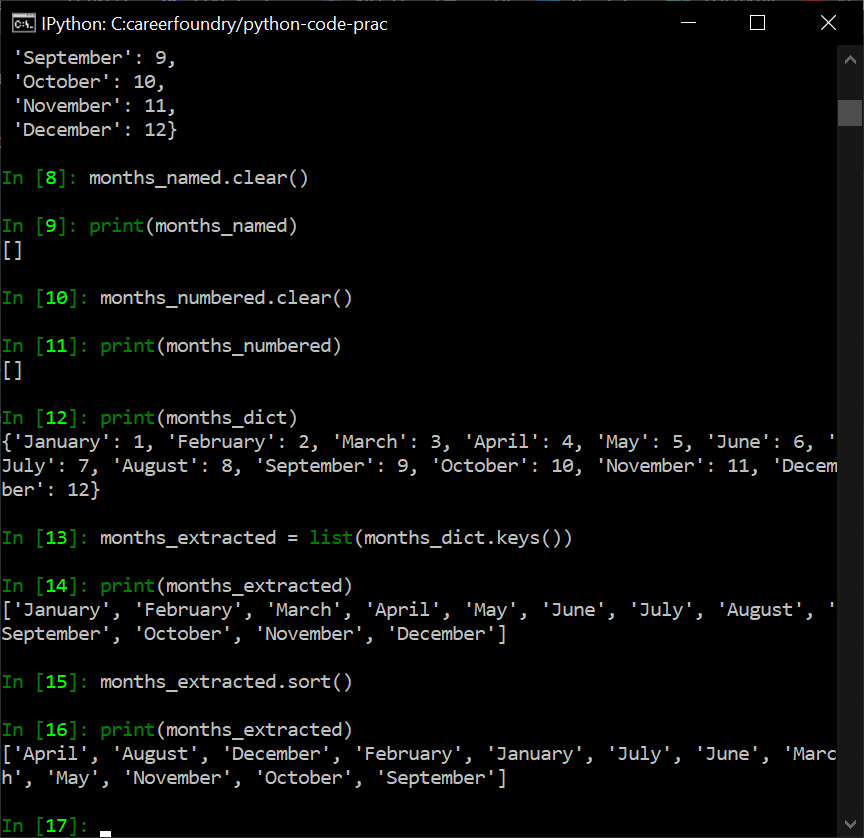 IPython: C:careerfoundry/python-code-prac
'September': 9,
'October': 10,
'November': 11,
'December': 12}
In [8]: months_named.clear()
In [9]: print(months_named)
[]
In [10]: months_numbered.clear()
In [11]: print(months_numbered)
[]
In [12]: print(months_dict)
{'January': 1, 'February': 2, 'March': 3, 'April': 4, 'May': 5, 'June': 6, '
July': 7, 'August': 8, 'September': 9, 'October': 10, 'November': 11, 'Decem
ber': 12}
In [13]: months_extracted = list(months_dict.keys())
In [14]: print(months_extracted)
['January', 'February', 'March', 'April', 'May', 'June', 'July', 'August', '
September', 'October', 'November', 'December']
In [15]: months_extracted.sort()
In [16]: print(months_extracted)
['April', 'August', 'December', 'February', 'January', 'July', 'June', 'Marc
h', 'May', 'November', 'October', 'September']
In [17]: